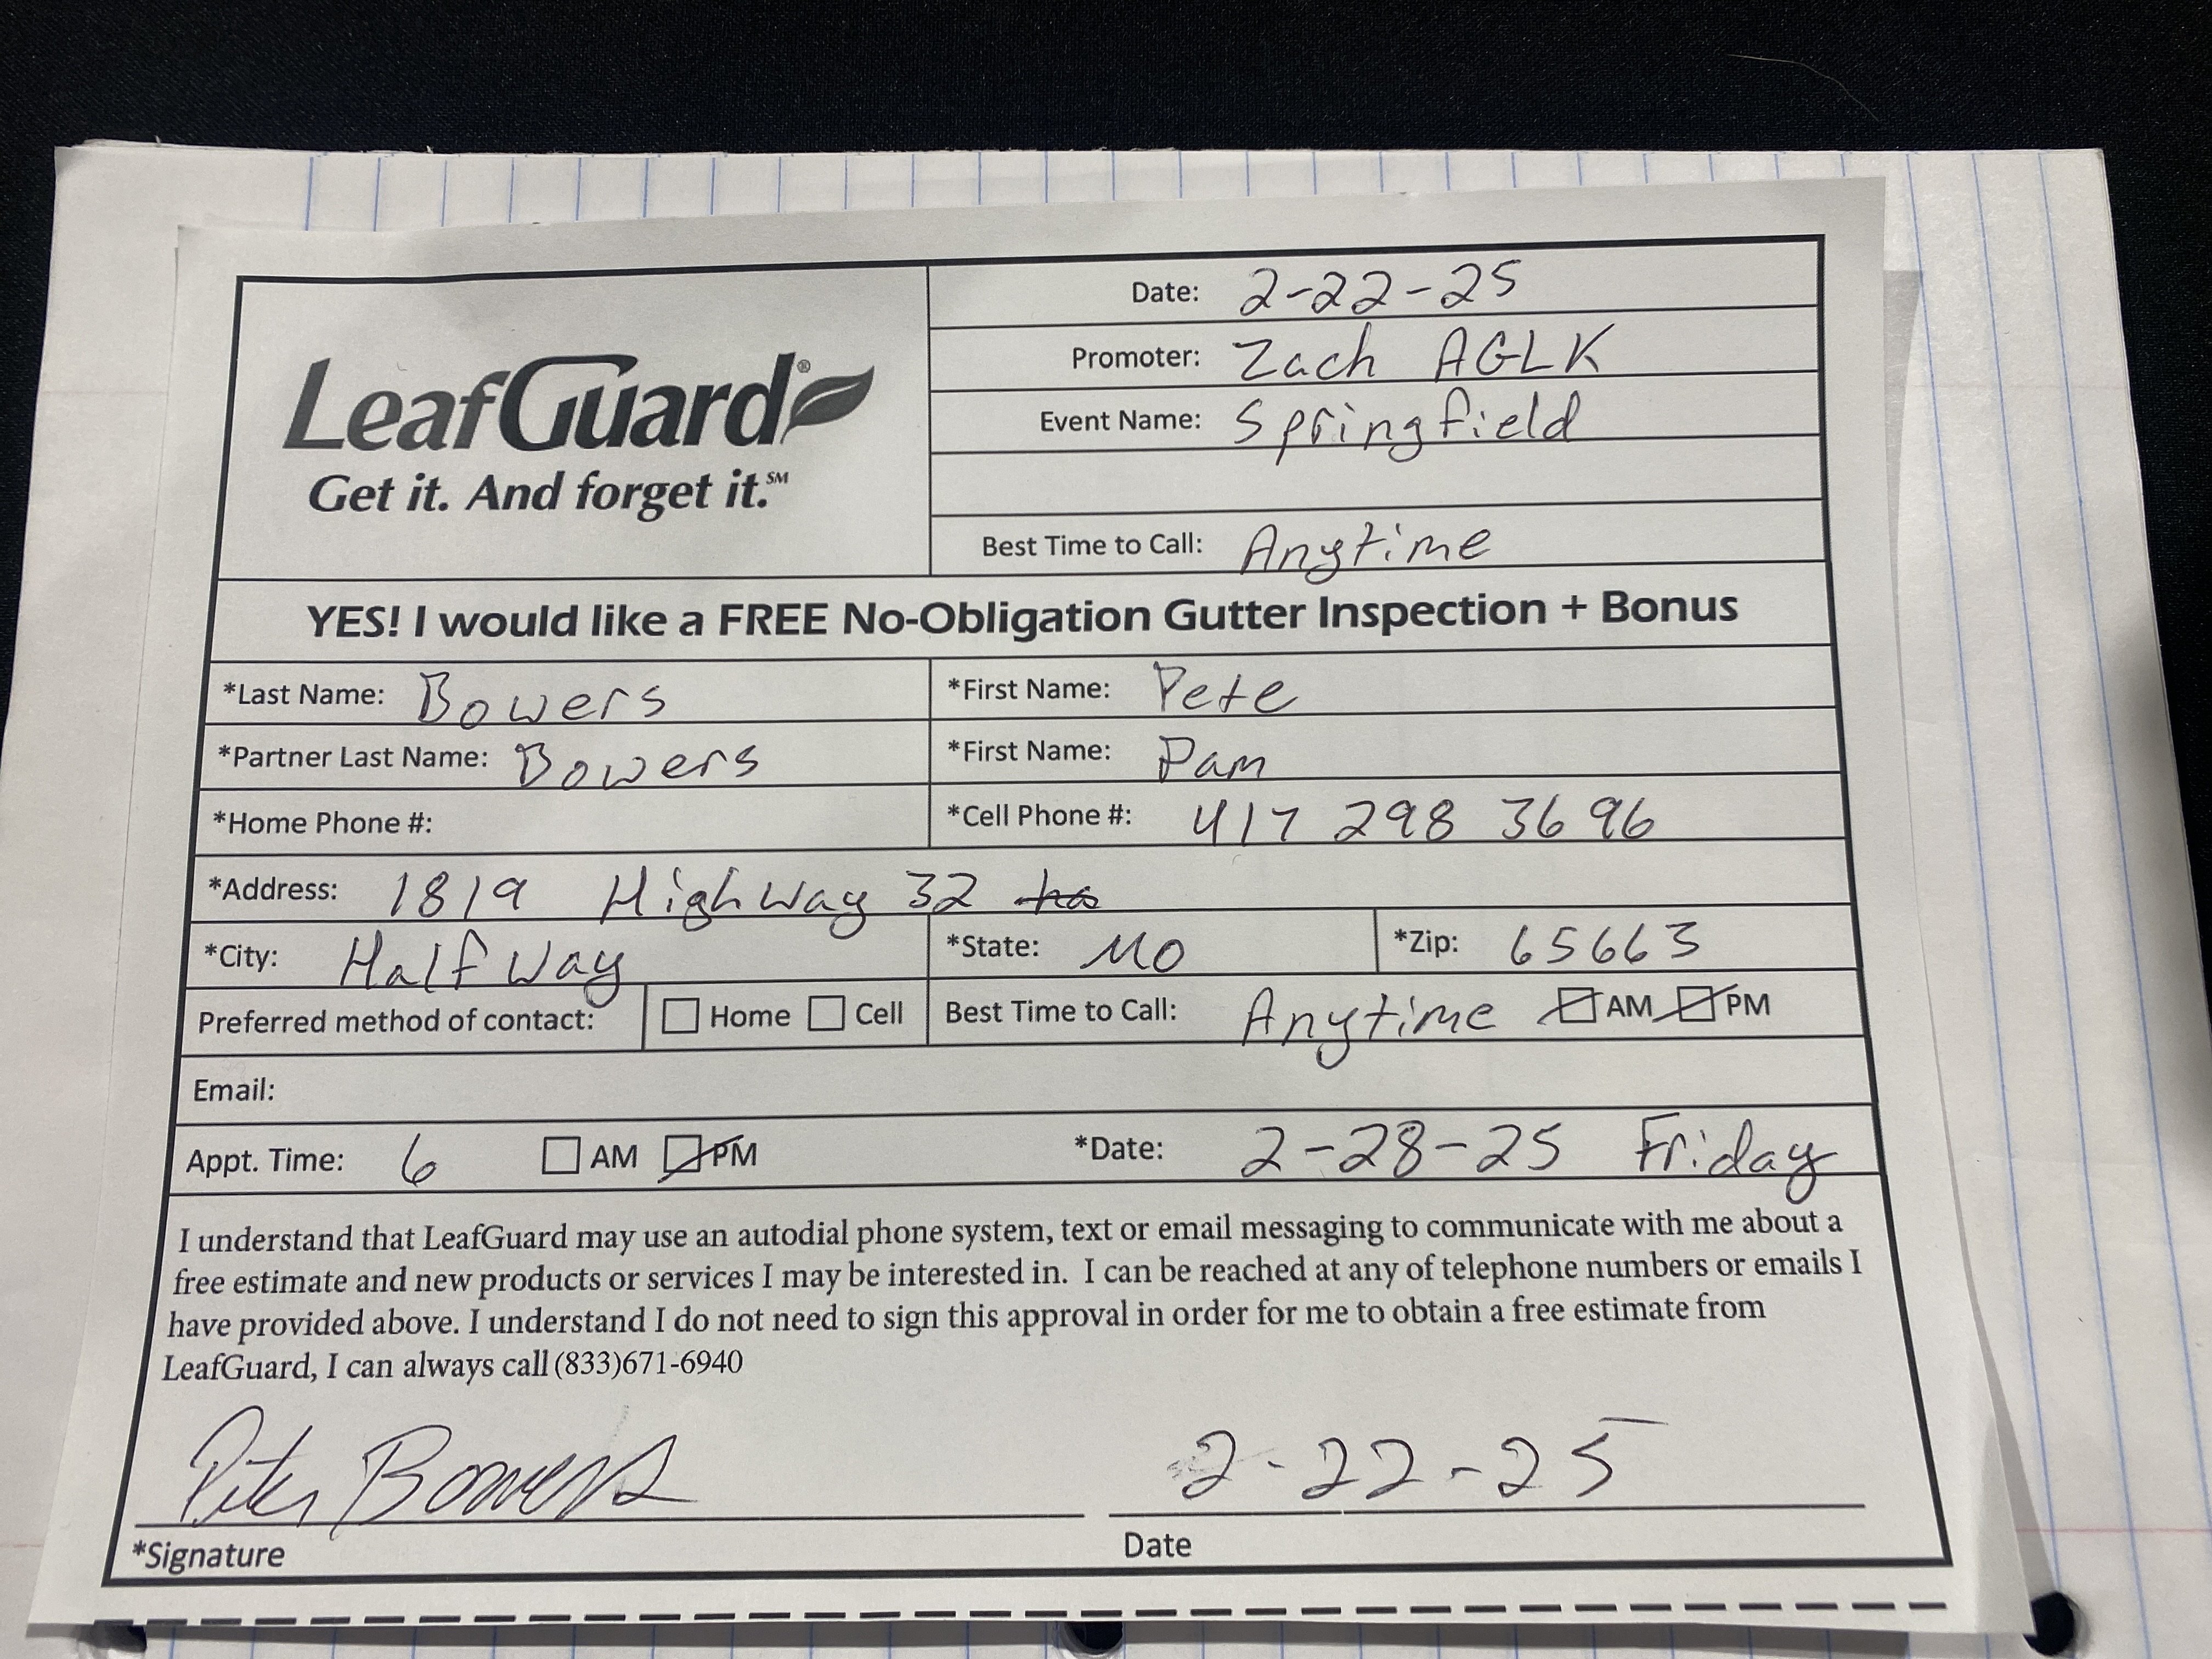 LeafGuard®
Get it. And forget it.℠
Date: 2-22-25
Promoter: Zach AGLK
Event Name: Springfield
Best Time to Call: Anytime
YES! I would like a FREE No-Obligation Gutter Inspection + Bonus
*Last Name: Bowers *First Name: Pete
*Partner Last Name: Bowers *First Name: Pam
*Home Phone #: *Cell Phone #: 417 298 3696
*Address: 1819 Highway 32
*City: Halfway *State: MO *Zip: 65663
Preferred method of contact: ☐ Home ☐ Cell Best Time to Call: Anytime ☑ AM ☑ PM
Email:
Appt. Time: 6 ☐ AM ☑ PM *Date: 2-28-25 Friday
I understand that LeafGuard may use an autodial phone system, text or email messaging to communicate with me about a
free estimate and new products or services I may be interested in. I can be reached at any of telephone numbers or emails I
have provided above. I understand I do not need to sign this approval in order for me to obtain a free estimate from
LeafGuard, I can always call (833)671-6940
Pete Bowers 2-22-25
*Signature Date